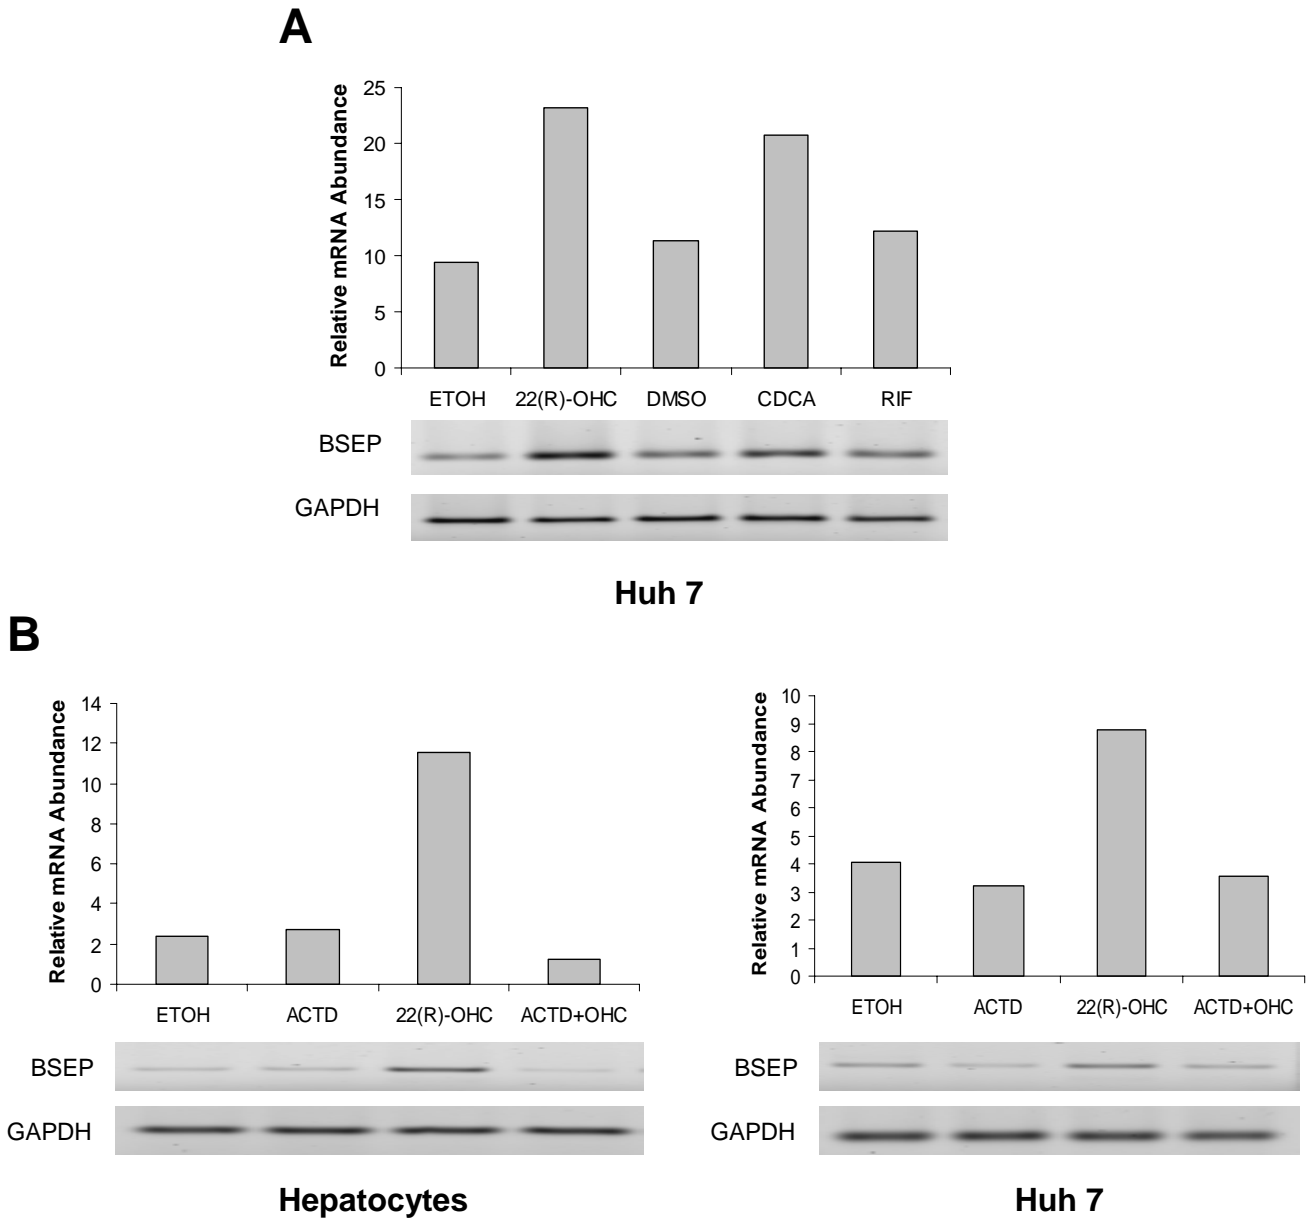 A
Relative mRNA Abundance
25
20
15
10
5
0
ETOH 22(R)-OHC DMSO CDCA RIF
BSEP
GAPDH
Huh 7
B
Relative mRNA Abundance
14
12
10
8
6
4
2
0
ETOH ACTD 22(R)-OHC ACTD+OHC
BSEP
GAPDH
Hepatocytes
Relative mRNA Abundance
10
9
8
7
6
5
4
3
2
1
0
ETOH ACTD 22(R)-OHC ACTD+OHC
BSEP
GAPDH
Huh 7